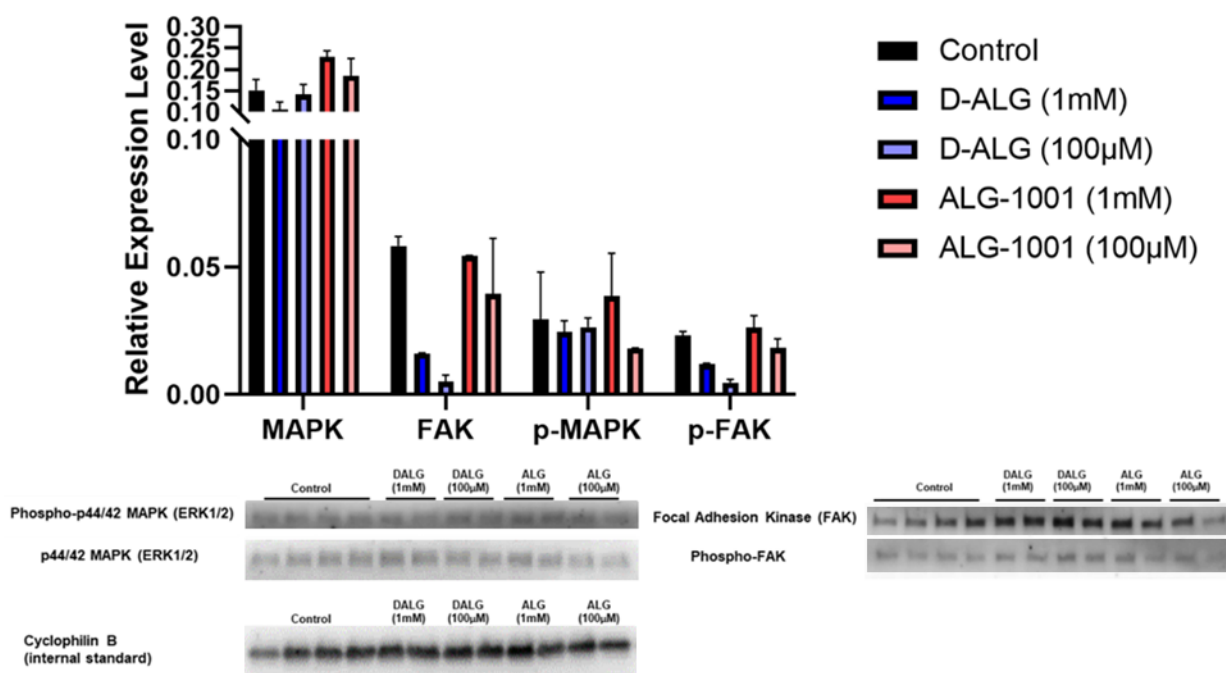 Relative Expression Level
0.30
0.25
0.20
0.15
0.10
0.10
0.05
0.00
MAPK FAK p-MAPK p-FAK
Control
D-ALG (1mM)
D-ALG (100µM)
ALG-1001 (1mM)
ALG-1001 (100µM)
Control DALG (1mM) DALG (100µM) ALG (1mM) ALG (100µM)
Phospho-p44/42 MAPK (ERK1/2)
p44/42 MAPK (ERK1/2)
Control DALG (1mM) DALG (100µM) ALG (1mM) ALG (100µM)
Cyclophilin B
(internal standard)
Control DALG (1mM) DALG (100µM) ALG (1mM) ALG (100µM)
Focal Adhesion Kinase (FAK)
Phospho-FAK